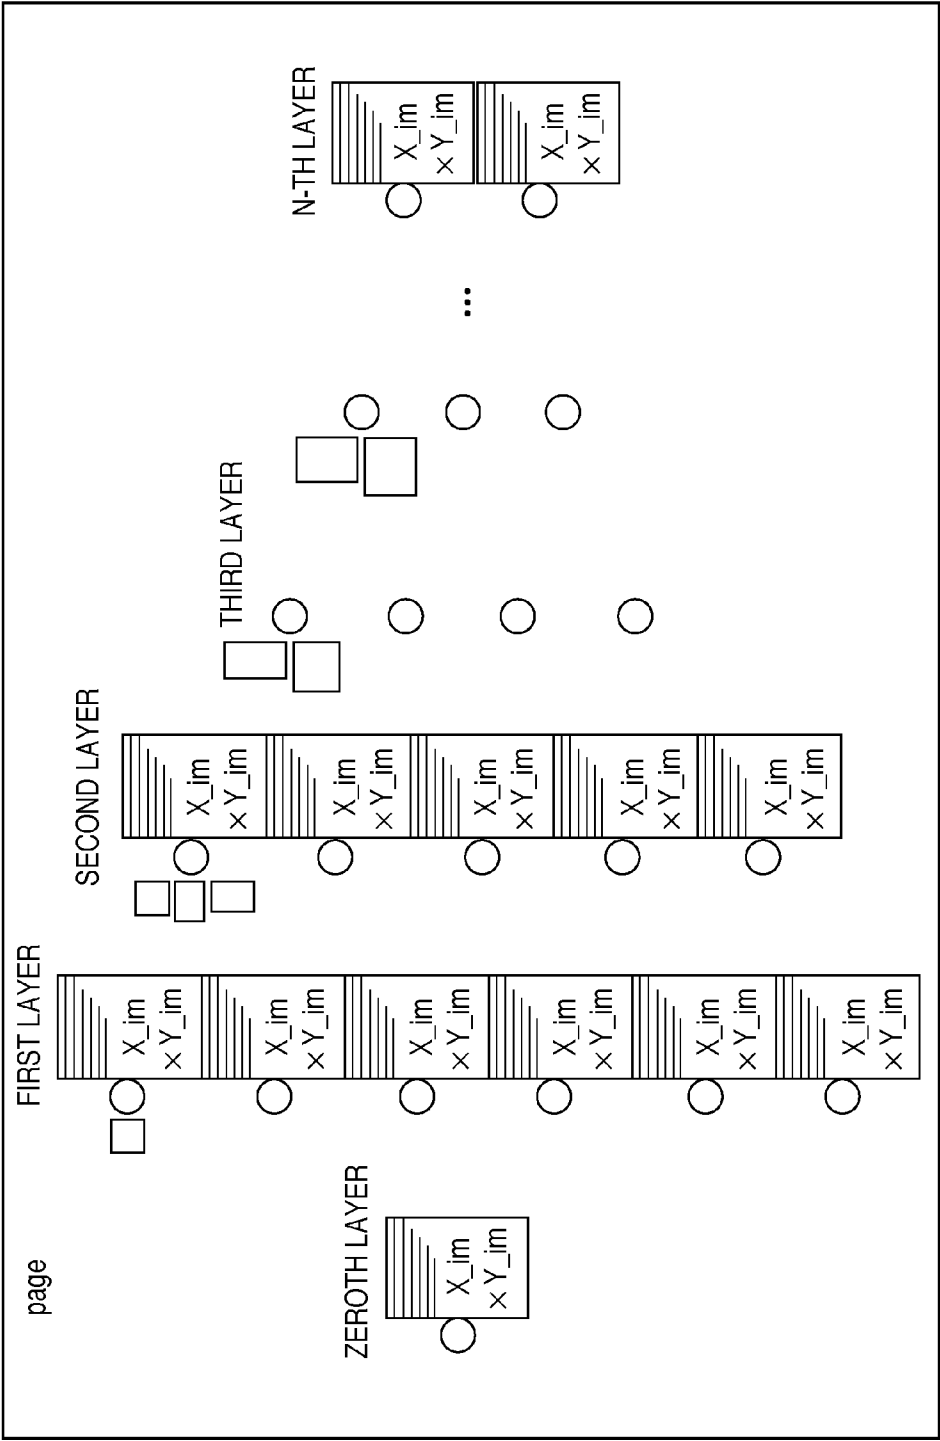 page
ZEROTH LAYER
X_im
× Y_im
FIRST LAYER
X_im
× Y_im
X_im
× Y_im
X_im
× Y_im
X_im
× Y_im
X_im
× Y_im
X_im
× Y_im
SECOND LAYER
X_im
× Y_im
X_im
× Y_im
X_im
× Y_im
X_im
× Y_im
X_im
× Y_im
THIRD LAYER
...
N-TH LAYER
X_im
× Y_im
X_im
× Y_im